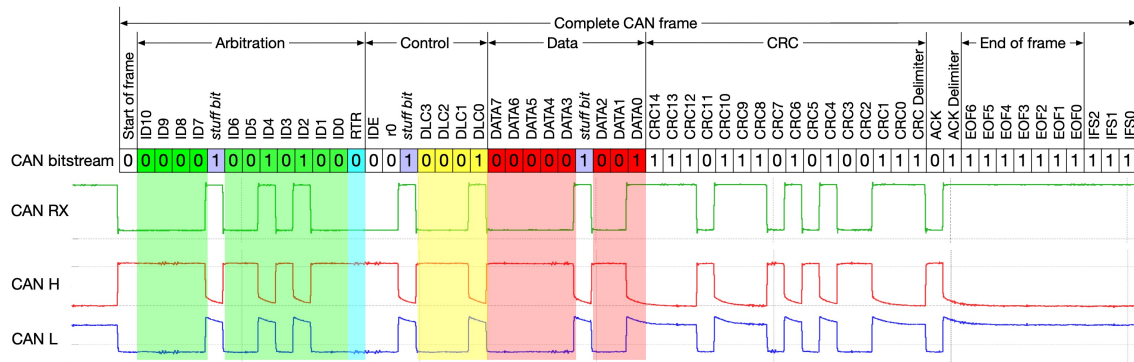 Complete CAN frame
Arbitration Control Data CRC End of frame
Start of frame ID10 ID9 ID8 ID7 stuff bit ID6 ID5 ID4 ID3 ID2 ID1 ID0 RTR IDE r0 stuff bit DLC3 DLC2 DLC1 DLC0 DATA7 DATA6 DATA5 DATA4 DATA3 stuff bit DATA2 DATA1 DATA0 CRC14 CRC13 CRC12 CRC11 CRC10 CRC9 CRC8 CRC7 CRC6 CRC5 CRC4 CRC3 CRC2 CRC1 CRC0 CRC Delimiter ACK ACK Delimiter EOF6 EOF5 EOF4 EOF3 EOF2 EOF1 EOF0 IFS2 IFS1 IFS0
CAN bitstream 0 0 0 0 0 1 0 0 1 0 1 0 0 0 0 0 1 0 0 0 1 0 0 0 0 0 1 0 0 1 1 1 1 0 1 1 1 0 1 0 1 0 0 1 1 1 0 1 1 1 1 1 1 1 1 1 1 1
CAN RX
CAN H
CAN L